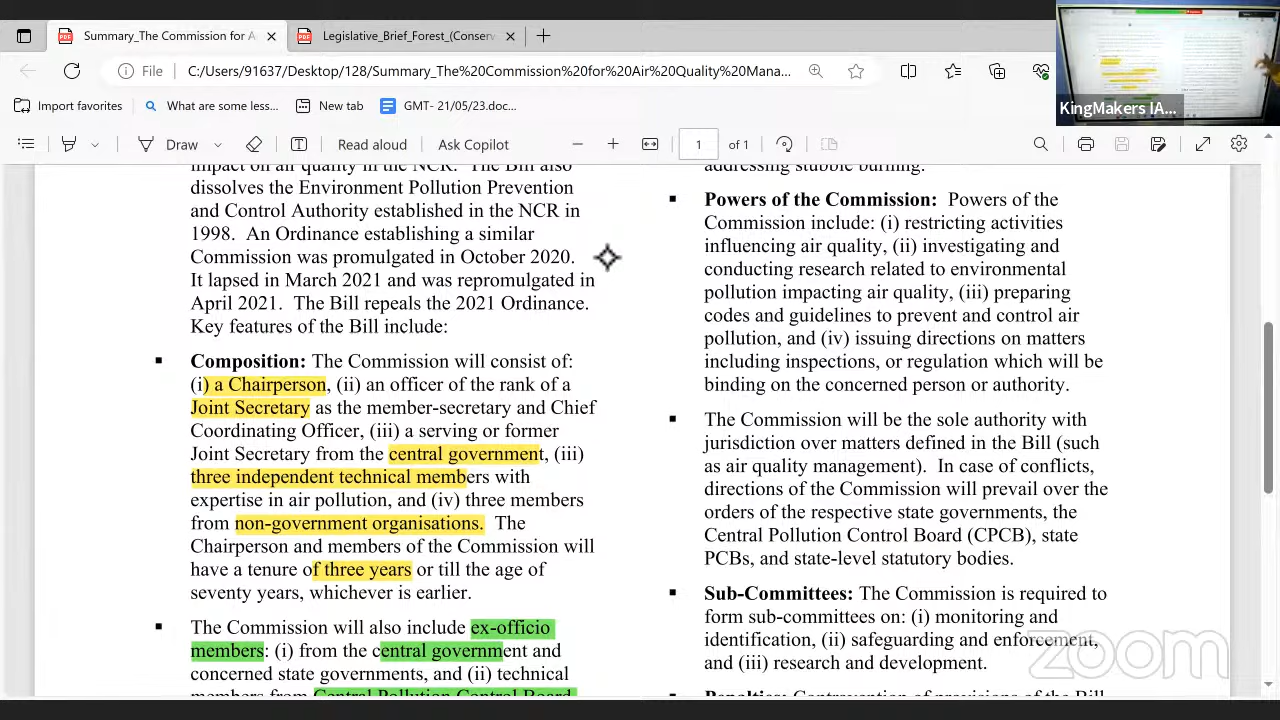 Summary_The Commission for A
Legislative_Brief_
File
C:/Users/91637/Desktop/
Import favorites
What are some obsc
New tab
GMT - 2023
Draw
Read aloud
Ask Copilot
1
of 1
KingMakers IA...
impact on air quality in the NCR. The Bill also
dissolves the Environment Pollution Prevention
and Control Authority established in the NCR in
1998. An Ordinance establishing a similar
Commission was promulgated in October 2020.
It lapsed in March 2021 and was repromulgated in
April 2021. The Bill repeals the 2021 Ordinance.
Key features of the Bill include:
▪ Composition: The Commission will consist of:
(i) a Chairperson, (ii) an officer of the rank of a
Joint Secretary as the member-secretary and Chief
Coordinating Officer, (iii) a serving or former
Joint Secretary from the central government, (iii)
three independent technical members with
expertise in air pollution, and (iv) three members
from non-government organisations. The
Chairperson and members of the Commission will
have a tenure of three years or till the age of
seventy years, whichever is earlier.
▪ The Commission will also include ex-officio
members: (i) from the central government and
concerned state governments, and (ii) technical
members from Central Pollution Control Board
addressing stubble burning.
▪ Powers of the Commission: Powers of the
Commission include: (i) restricting activities
influencing air quality, (ii) investigating and
conducting research related to environmental
pollution impacting air quality, (iii) preparing
codes and guidelines to prevent and control air
pollution, and (iv) issuing directions on matters
including inspections, or regulation which will be
binding on the concerned person or authority.
▪ The Commission will be the sole authority with
jurisdiction over matters defined in the Bill (such
as air quality management). In case of conflicts,
directions of the Commission will prevail over the
orders of the respective state governments, the
Central Pollution Control Board (CPCB), state
PCBs, and state-level statutory bodies.
▪ Sub-Committees: The Commission is required to
form sub-committees on: (i) monitoring and
identification, (ii) safeguarding and enforcement,
and (iii) research and development.
▪ Penalties: Contravention of provisions of the Bill
zoom